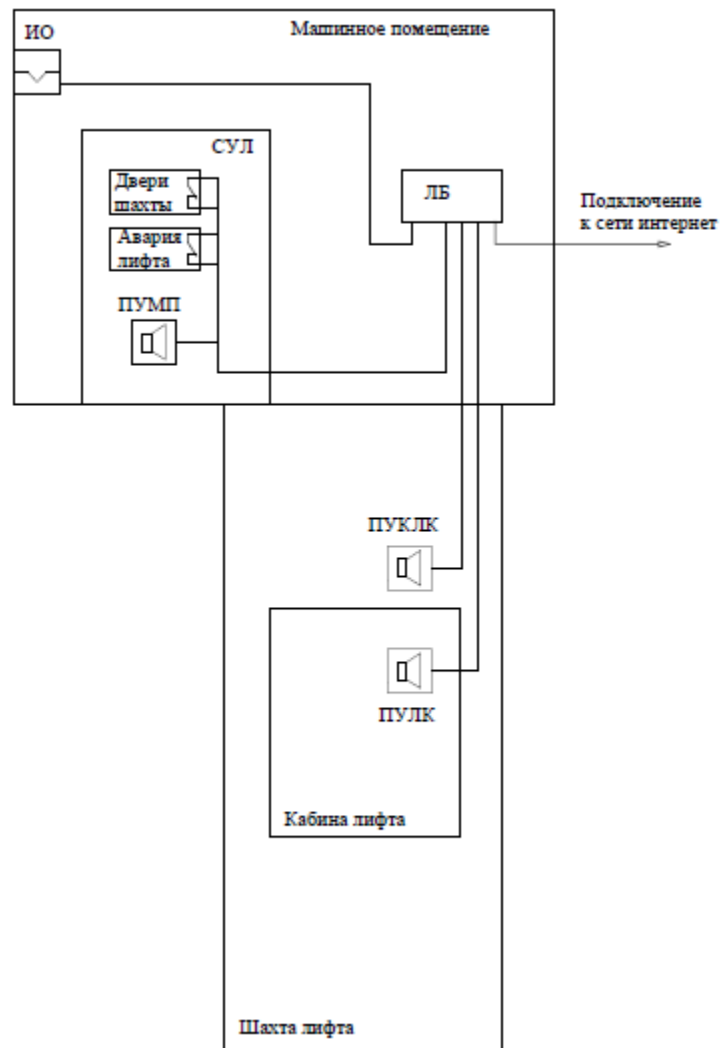 ИО
Машинное помещение
СУЛ
Двери
шахты
ЛБ
Подключение
к сети интернет
Авария
лифта
ПУМП
ПУКЛК
ПУЛК
Кабина лифта
Шахта лифта